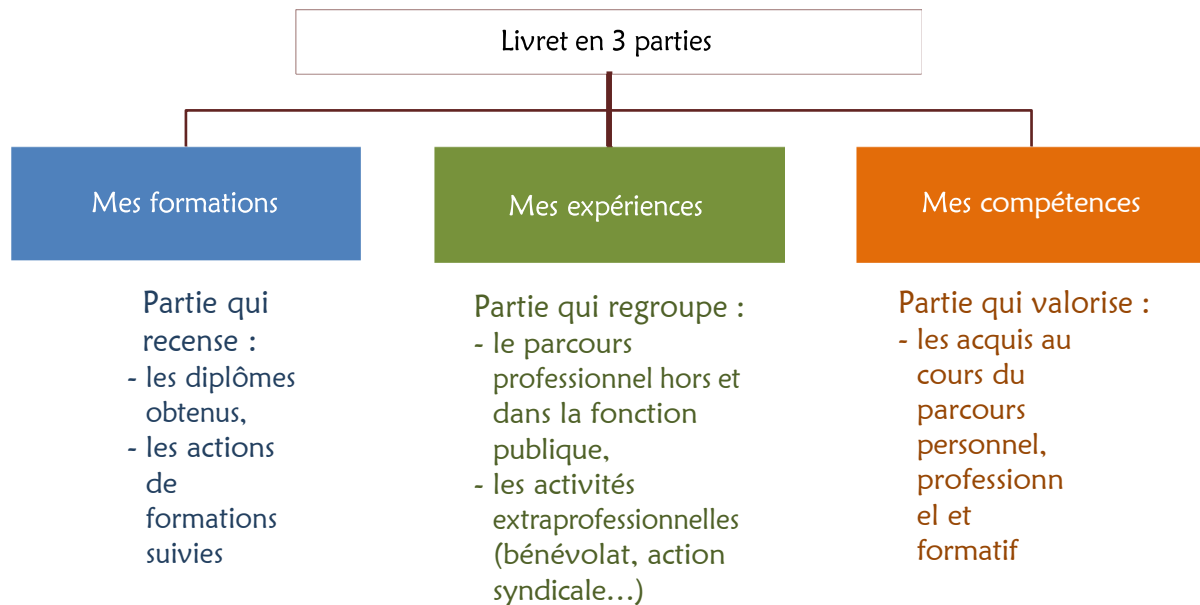 Livret en 3 parties
Mes formations
Partie qui
recense :
- les diplômes
obtenus,
- les actions
de
formations
suivies
Mes expériences
Partie qui regroupe :
- le parcours
professionnel hors et
dans la fonction
publique,
- les activités
extraprofessionnelles
(bénévolat, action
syndicale…)
Mes compétences
Partie qui valorise :
- les acquis au
cours du
parcours
personnel,
professionn
el et
formatif